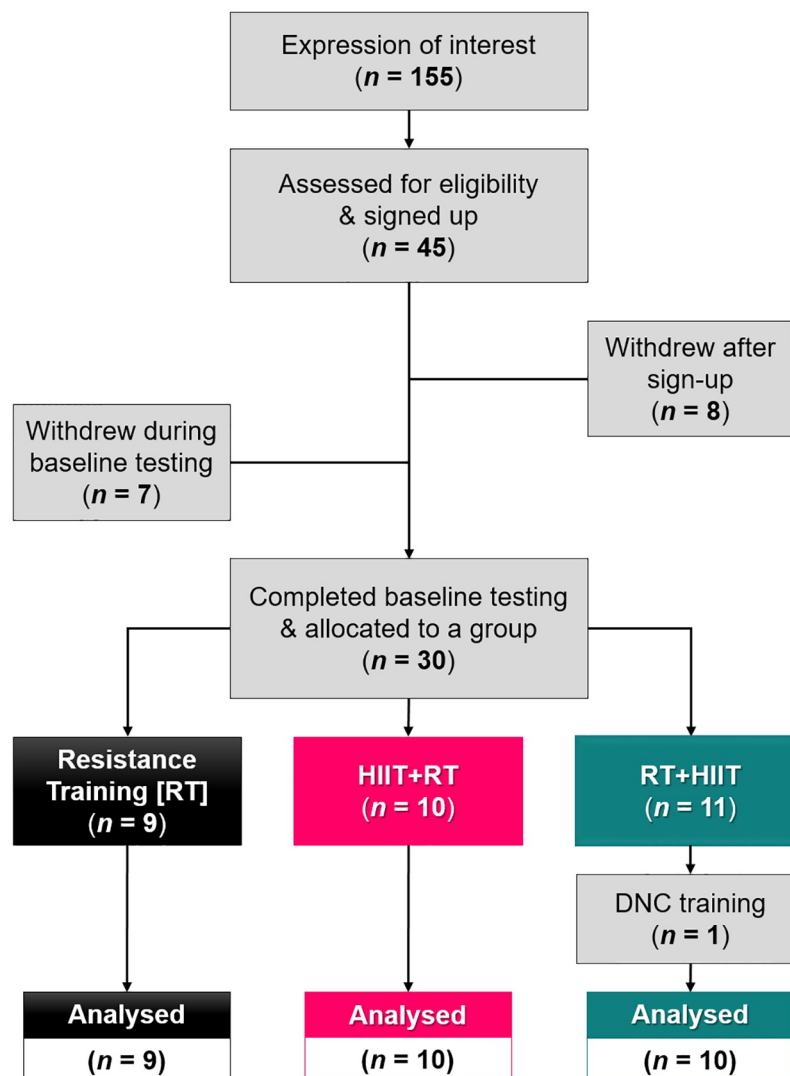 Expression of interest
(n = 155)
Assessed for eligibility
& signed up
(n = 45)
Withdrew after
sign-up
(n = 8)
Withdrew during
baseline testing
(n = 7)
Completed baseline testing
& allocated to a group
(n = 30)
Resistance
Training [RT]
(n = 9)
HIIT+RT
(n = 10)
RT+HIIT
(n = 11)
DNC training
(n = 1)
Analysed
(n = 9)
Analysed
(n = 10)
Analysed
(n = 10)